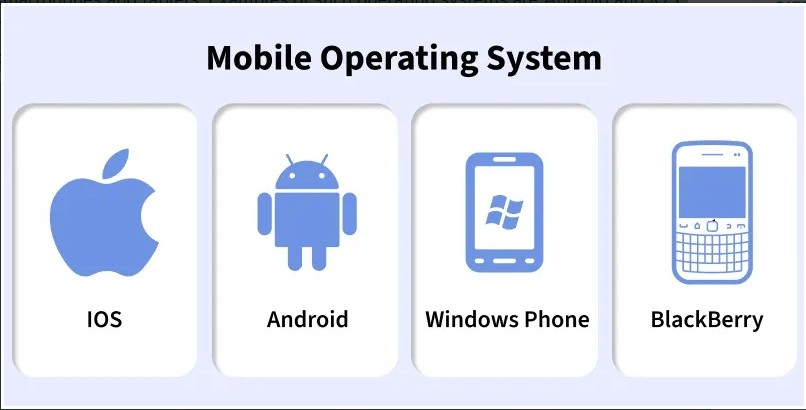 Mobile Operating System
IOS
Android
Windows Phone
BlackBerry